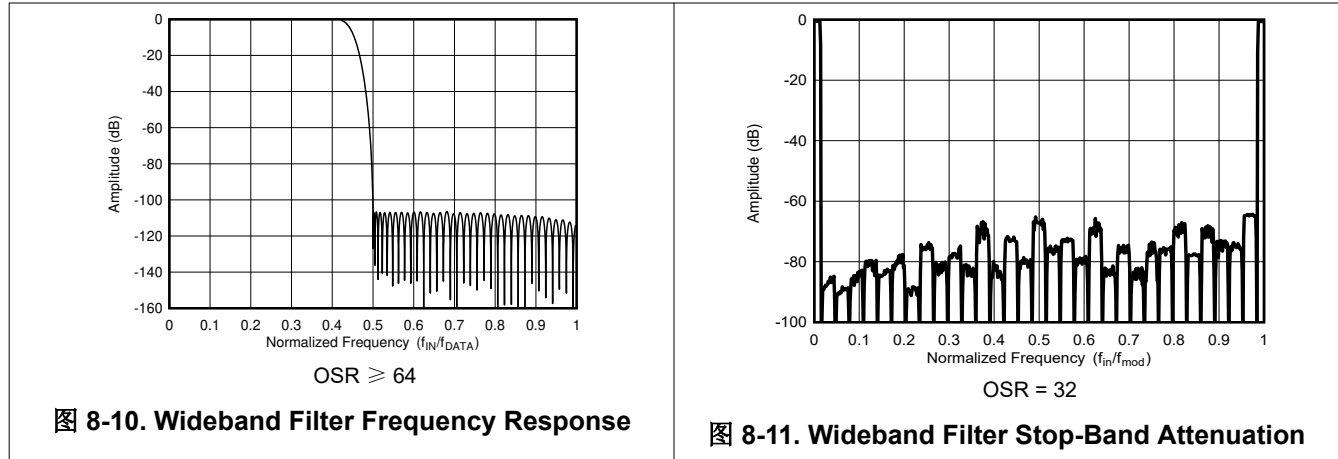 0
-20
-40
-60
-80
-100
-120
-140
-160
Amplitude (dB)
0 0.1 0.2 0.3 0.4 0.5 0.6 0.7 0.8 0.9 1
Normalized Frequency (fIN/fDATA)
OSR ≥ 64
图 8-10. Wideband Filter Frequency Response
0
-20
-40
-60
-80
-100
Amplitude (dB)
0 0.1 0.2 0.3 0.4 0.5 0.6 0.7 0.8 0.9 1
Normalized Frequency (fin/fmod)
OSR = 32
图 8-11. Wideband Filter Stop-Band Attenuation